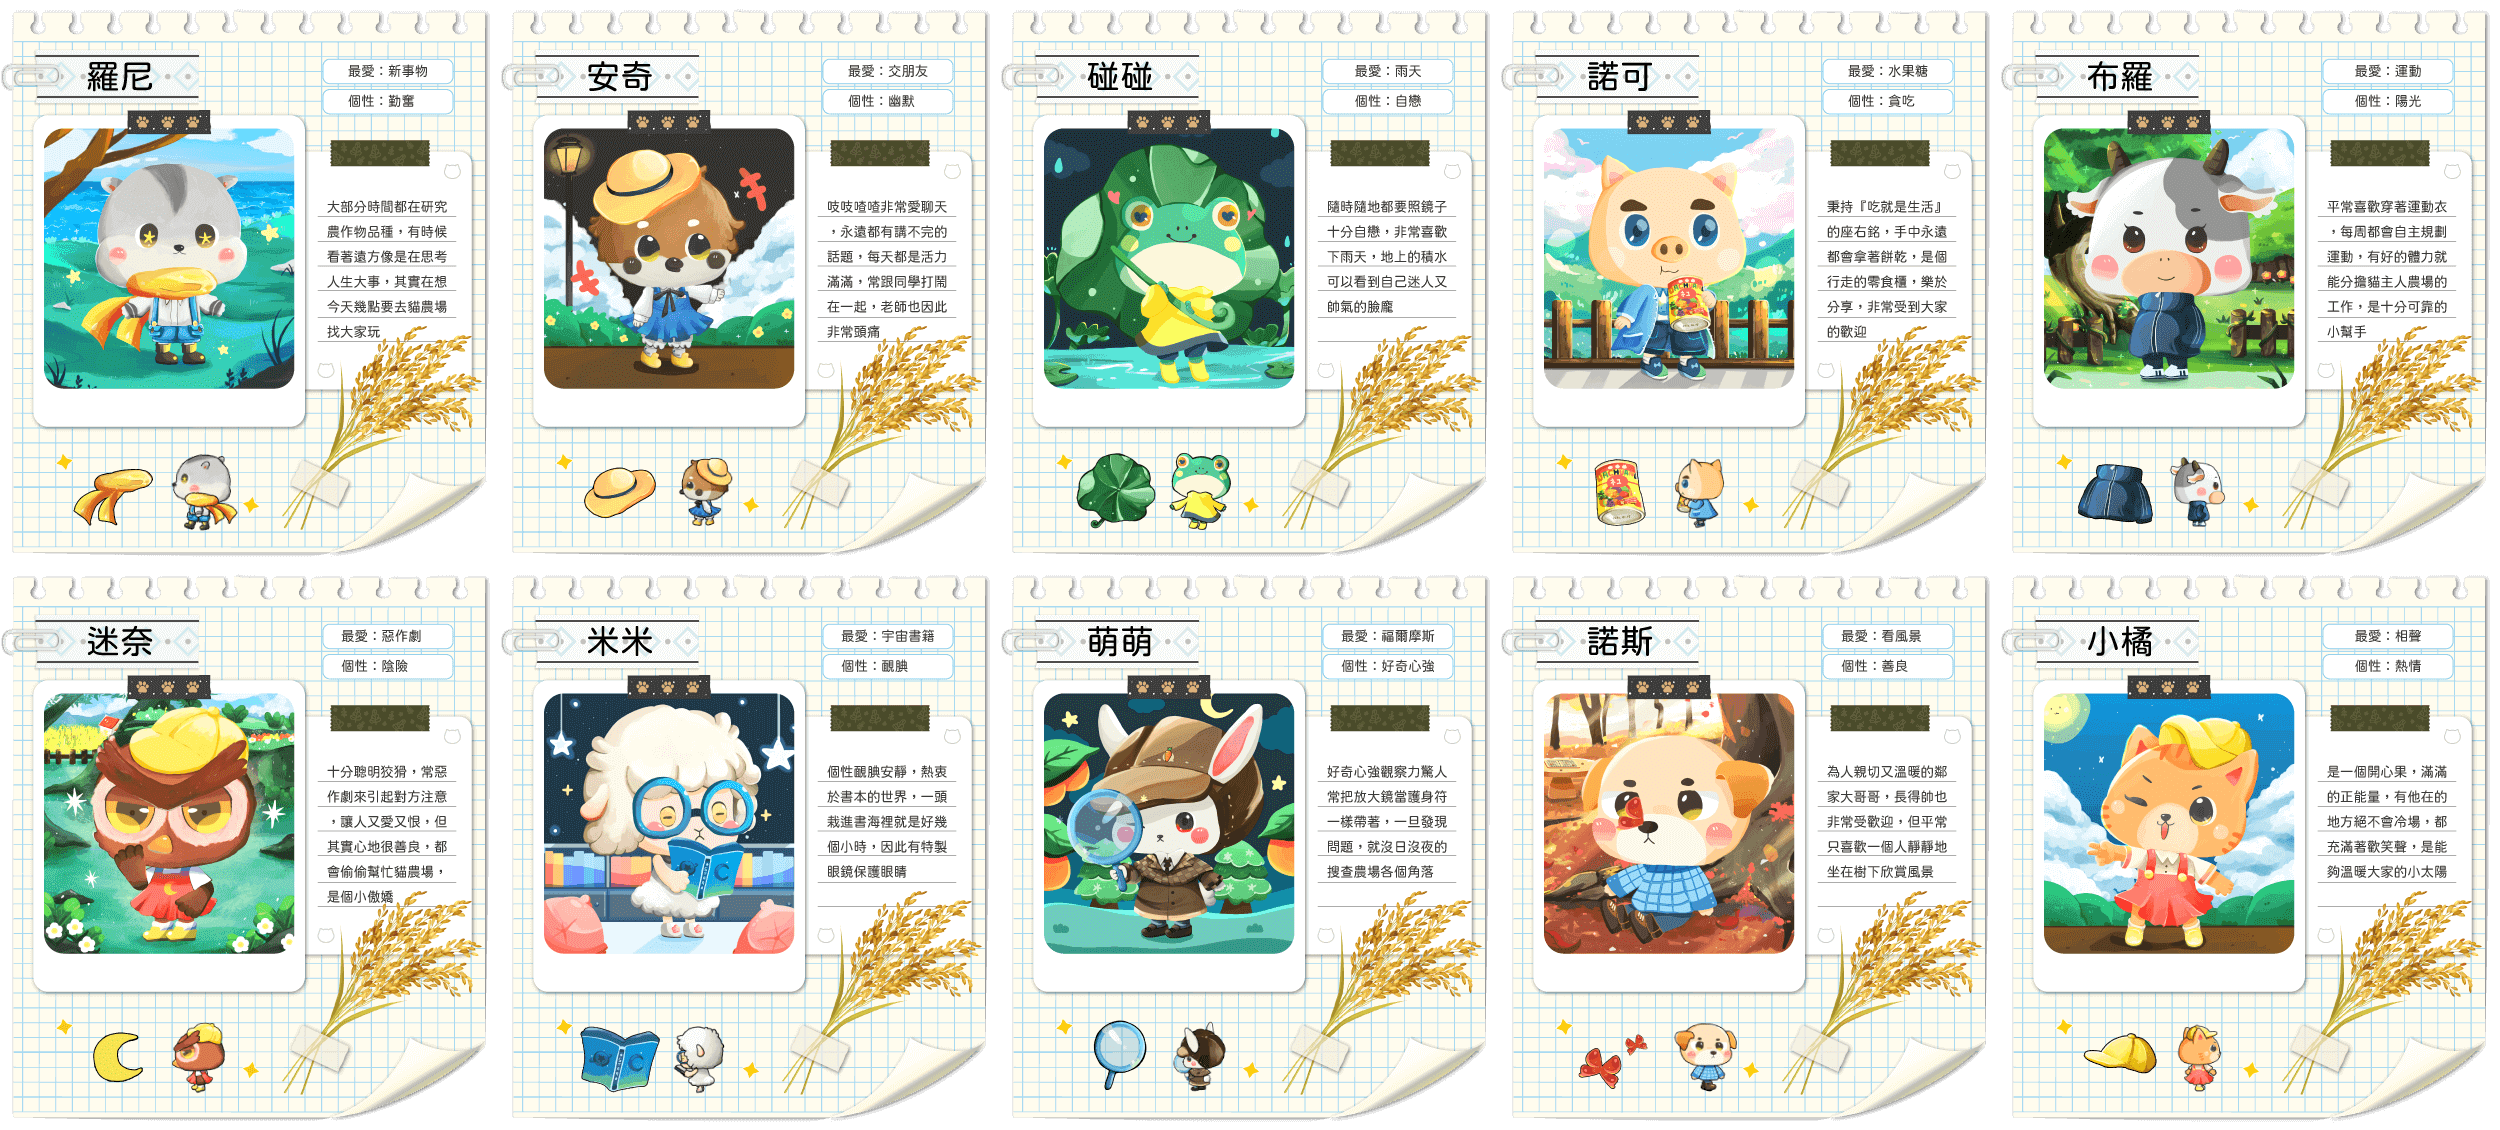 羅尼
最愛：新事物
個性：勤奮
大部分時間都在研究
農作物品種，有時候
看著遠方像是在思考
人生大事，其實在想
今天幾點要去貓農場
找大家玩
安奇
最愛：交朋友
個性：幽默
吱吱喳喳非常愛聊天
，永遠都有講不完的
話題，每天都是活力
滿滿，常跟同學打鬧
在一起，老師也因此
非常頭痛
碰碰
最愛：雨天
個性：自戀
隨時隨地都要照鏡子
十分自戀，非常喜歡
下雨天，地上的積水
可以看到自己迷人又
帥氣的臉龐
諾可
最愛：水果糖
個性：貪吃
秉持『吃就是生活』
的座右銘，手中永遠
都會拿著餅乾，是個
行走的零食櫃，樂於
分享，非常受到大家
的歡迎
布羅
最愛：運動
個性：陽光
平常喜歡穿著運動衣
，每周都會自主規劃
運動，有好的體力就
能分擔貓主人農場的
工作，是十分可靠的
小幫手
迷奈
最愛：惡作劇
個性：陰險
十分聰明狡猾，常惡
作劇來引起對方注意
，讓人又愛又恨，但
其實心地很善良，都
會偷偷幫忙貓農場，
是個小傲嬌
米米
最愛：宇宙書籍
個性：靦腆
個性靦腆安靜，熱衷
於書本的世界，一頭
栽進書海裡就是好幾
個小時，因此有特製
眼鏡保護眼睛
萌萌
最愛：福爾摩斯
個性：好奇心強
好奇心強觀察力驚人
常把放大鏡當護身符
一樣帶著，一旦發現
問題，就沒日沒夜的
搜查農場各個角落
諾斯
最愛：看風景
個性：善良
為人親切又溫暖的鄰
家大哥哥，長得帥也
非常受歡迎，但平常
只喜歡一個人靜靜地
坐在樹下欣賞風景
小橘
最愛：相聲
個性：熱情
是一個開心果，滿滿
的正能量，有他在的
地方絕不會冷場，都
充滿著歡笑聲，是能
夠溫暖大家的小太陽